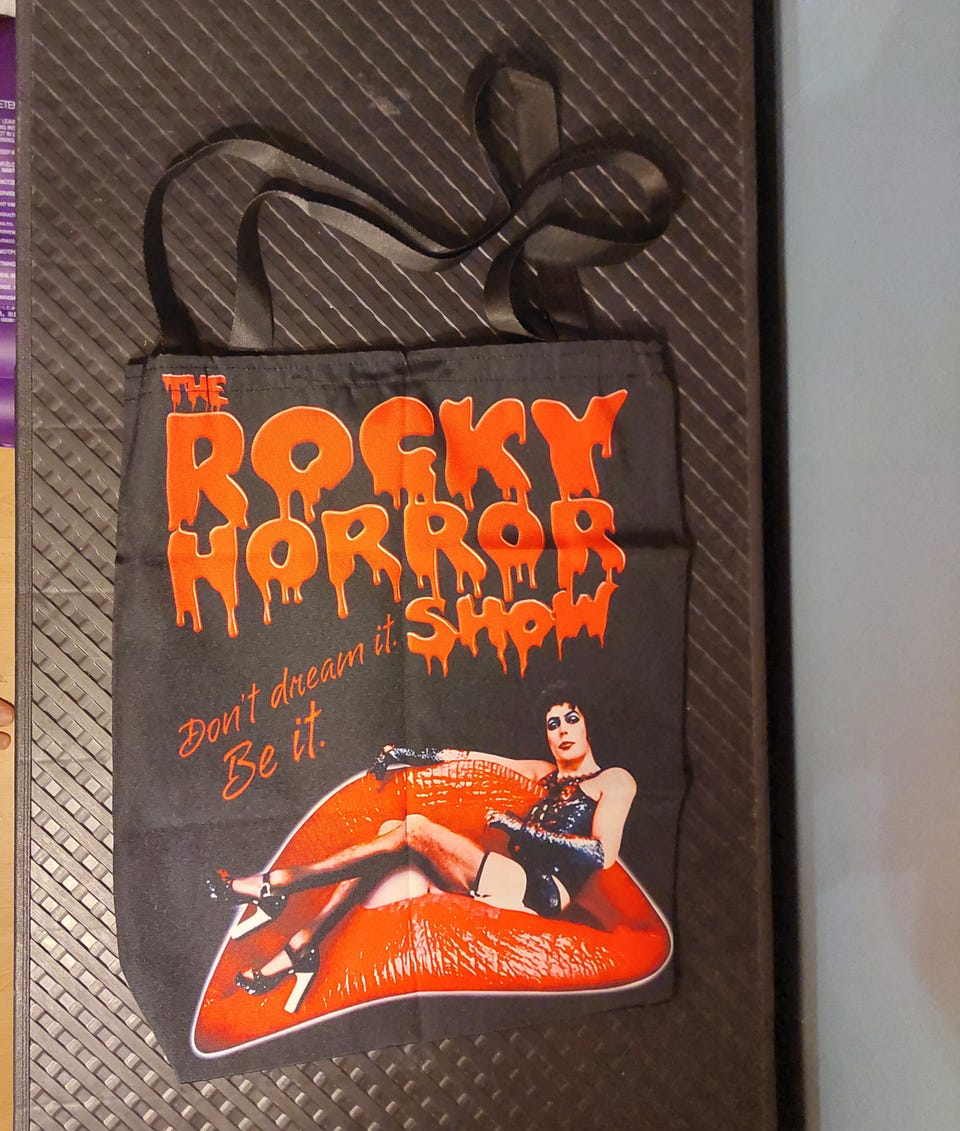 THE
ROCKY
HORROR
SHOW
Don't dream it.
Be it.